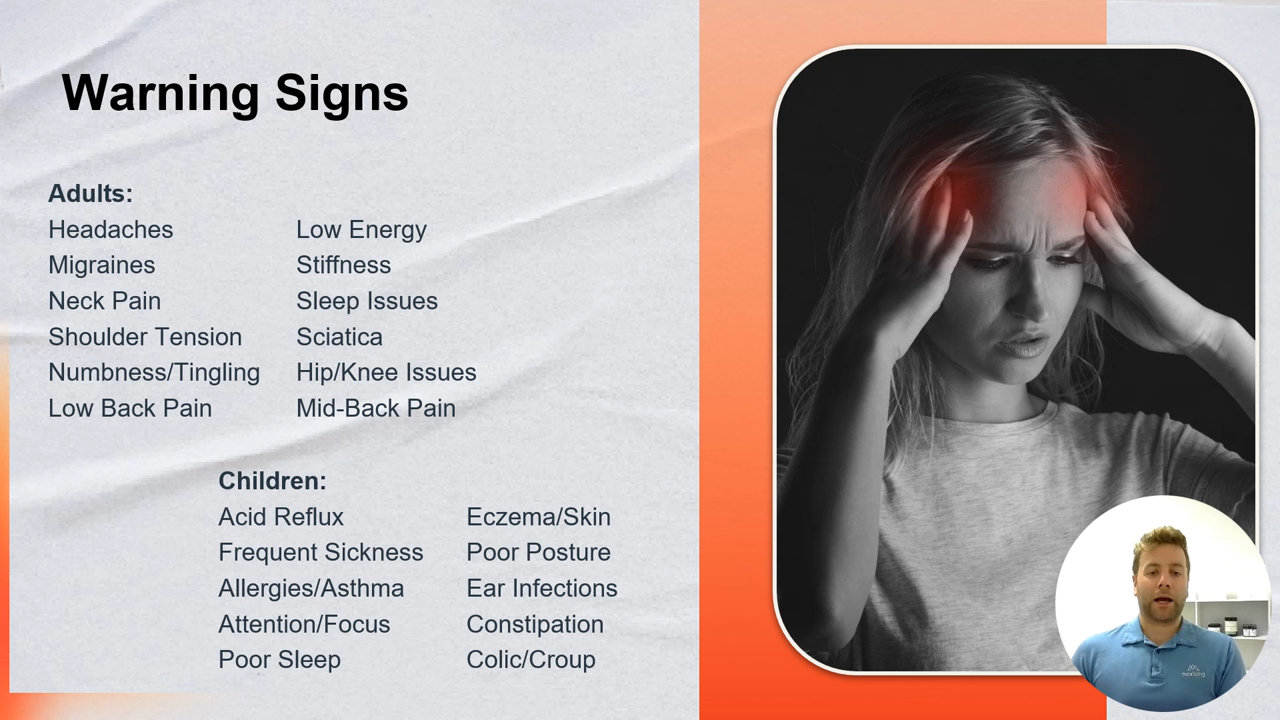 Warning Signs
Adults:
Headaches
Migraines
Neck Pain
Shoulder Tension
Numbness/Tingling
Low Back Pain
Low Energy
Stiffness
Sleep Issues
Sciatica
Hip/Knee Issues
Mid-Back Pain
Children:
Acid Reflux
Frequent Sickness
Allergies/Asthma
Attention/Focus
Poor Sleep
Eczema/Skin
Poor Posture
Ear Infections
Constipation
Colic/Croup